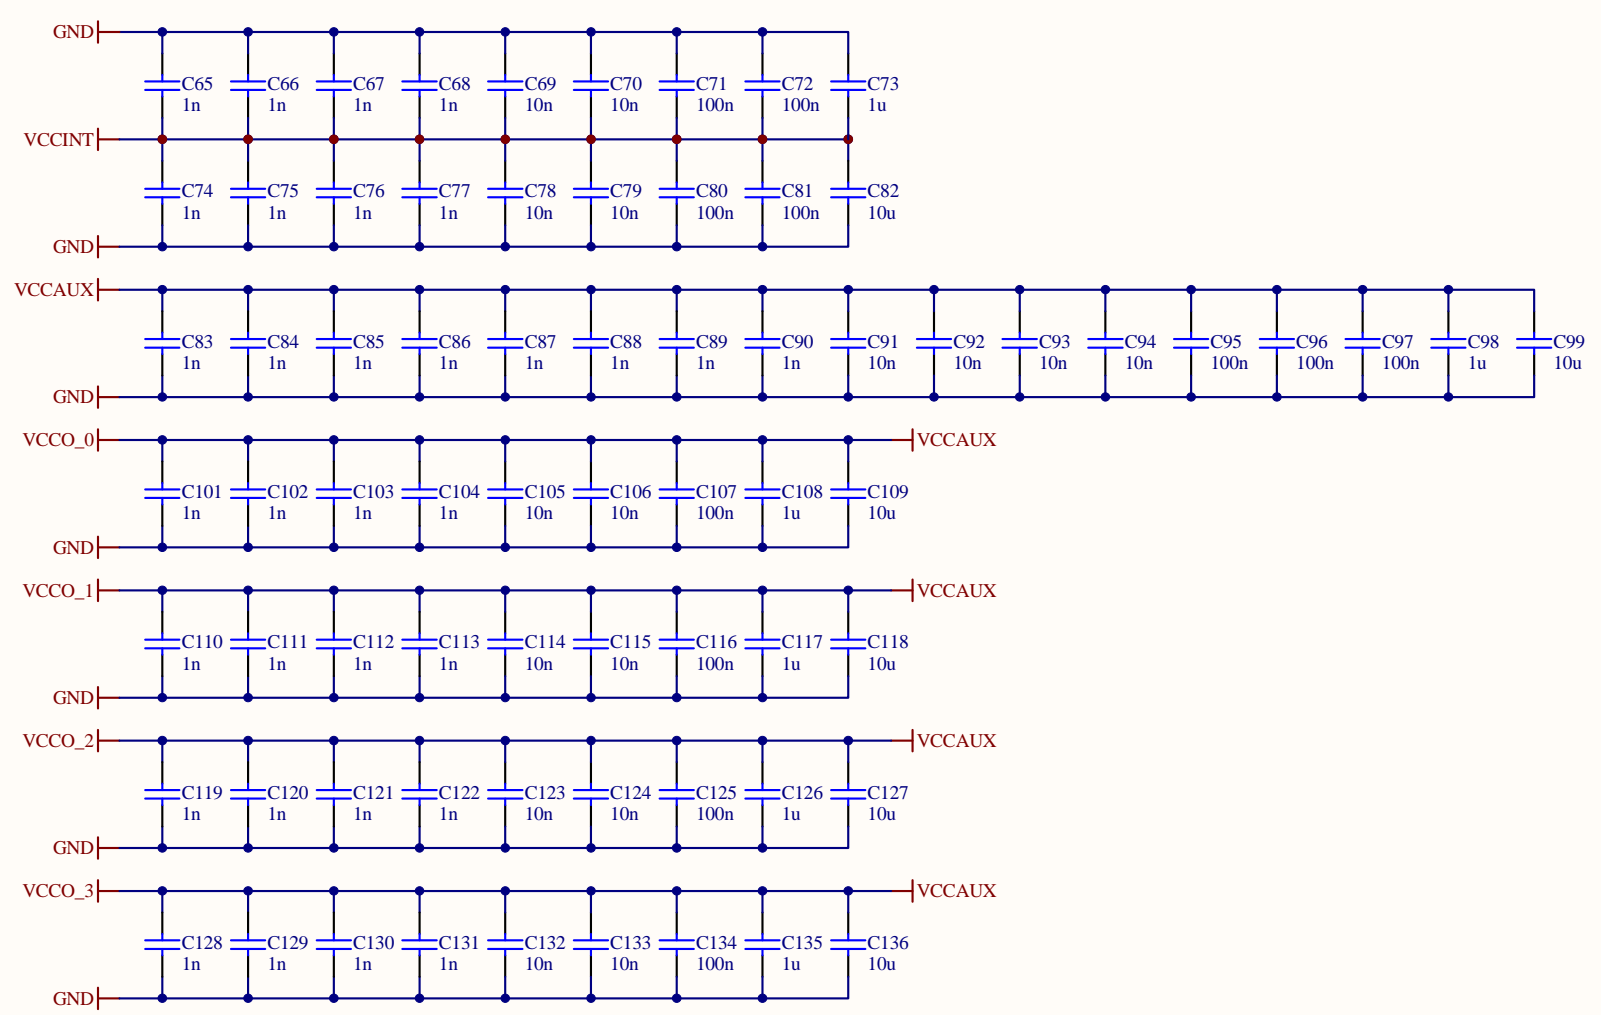 GND
C65 C66 C67 C68 C69 C70 C71 C72 C73
1n 1n 1n 1n 10n 10n 100n 100n 1u
VCCINT
C74 C75 C76 C77 C78 C79 C80 C81 C82
1n 1n 1n 1n 10n 10n 100n 100n 10u
GND
VCCAUX
C83 C84 C85 C86 C87 C88 C89 C90 C91 C92 C93 C94 C95 C96 C97 C98 C99
1n 1n 1n 1n 1n 1n 1n 1n 10n 10n 10n 10n 100n 100n 100n 1u 10u
GND
VCCO_0 VCCAUX
C101 C102 C103 C104 C105 C106 C107 C108 C109
1n 1n 1n 1n 10n 10n 100n 1u 10u
GND
VCCO_1 VCCAUX
C110 C111 C112 C113 C114 C115 C116 C117 C118
1n 1n 1n 1n 10n 10n 100n 1u 10u
GND
VCCO_2 VCCAUX
C119 C120 C121 C122 C123 C124 C125 C126 C127
1n 1n 1n 1n 10n 10n 100n 1u 10u
GND
VCCO_3 VCCAUX
C128 C129 C130 C131 C132 C133 C134 C135 C136
1n 1n 1n 1n 10n 10n 100n 1u 10u
GND